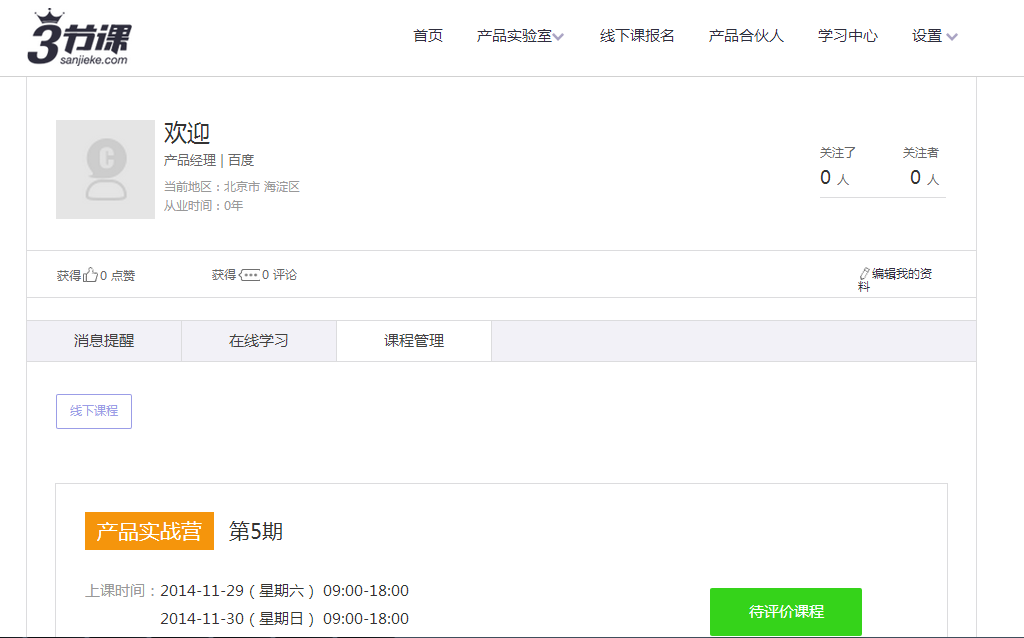 3节课
sanjieke.com
首页 产品实验室 线下课报名 产品合伙人 学习中心 设置
欢迎
产品经理 | 百度
当前地区：北京市 海淀区
从业时间：0年
关注了 关注者
0 人 0 人
获得 0 点赞 获得 0 评论 编辑我的资
料
消息提醒 在线学习 课程管理
线下课程
产品实战营 第5期
上课时间：2014-11-29（星期六）09:00-18:00
2014-11-30（星期日）09:00-18:00
待评价课程